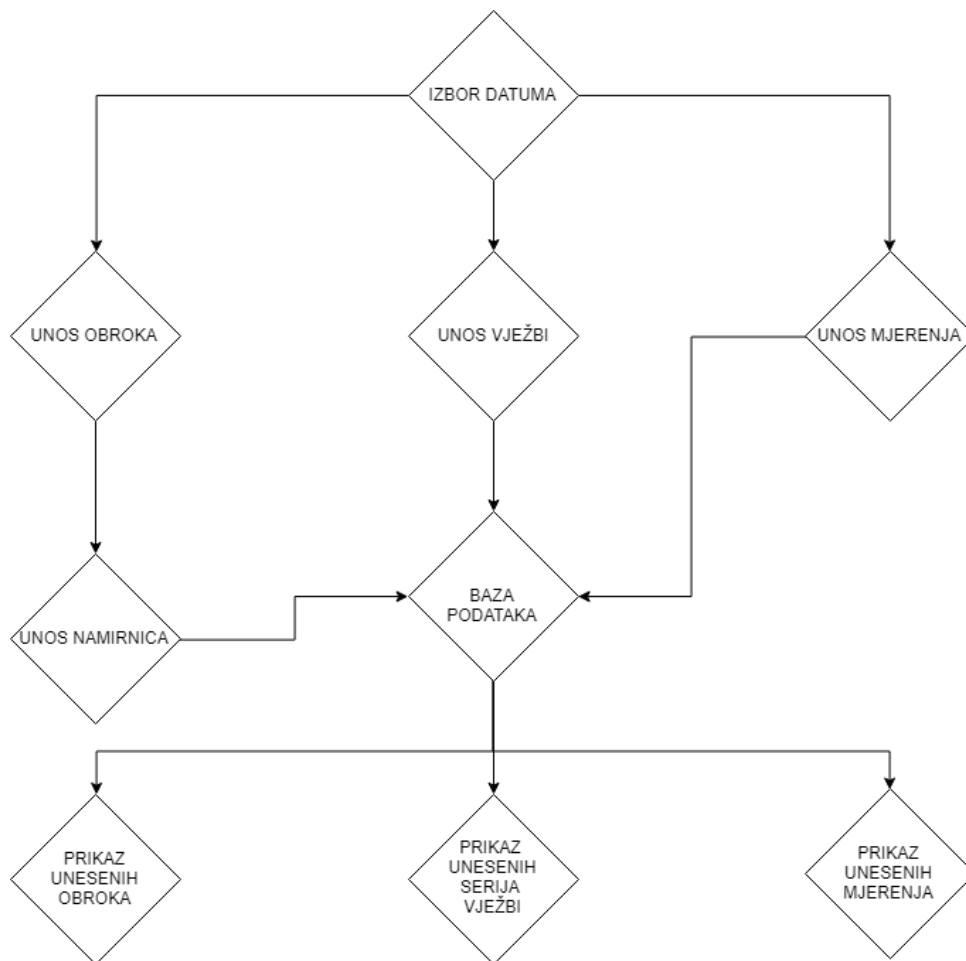 IZBOR DATUMA
UNOS OBROKA
UNOS VJEŽBI
UNOS MJERENJA
BAZA
PODATAKA
UNOS NAMIRNICA
PRIKAZ
UNESENIH
OBROKA
PRIKAZ
UNESENIH
SERIJA
VJEŽBI
PRIKAZ
UNESENIH
MJERENJA